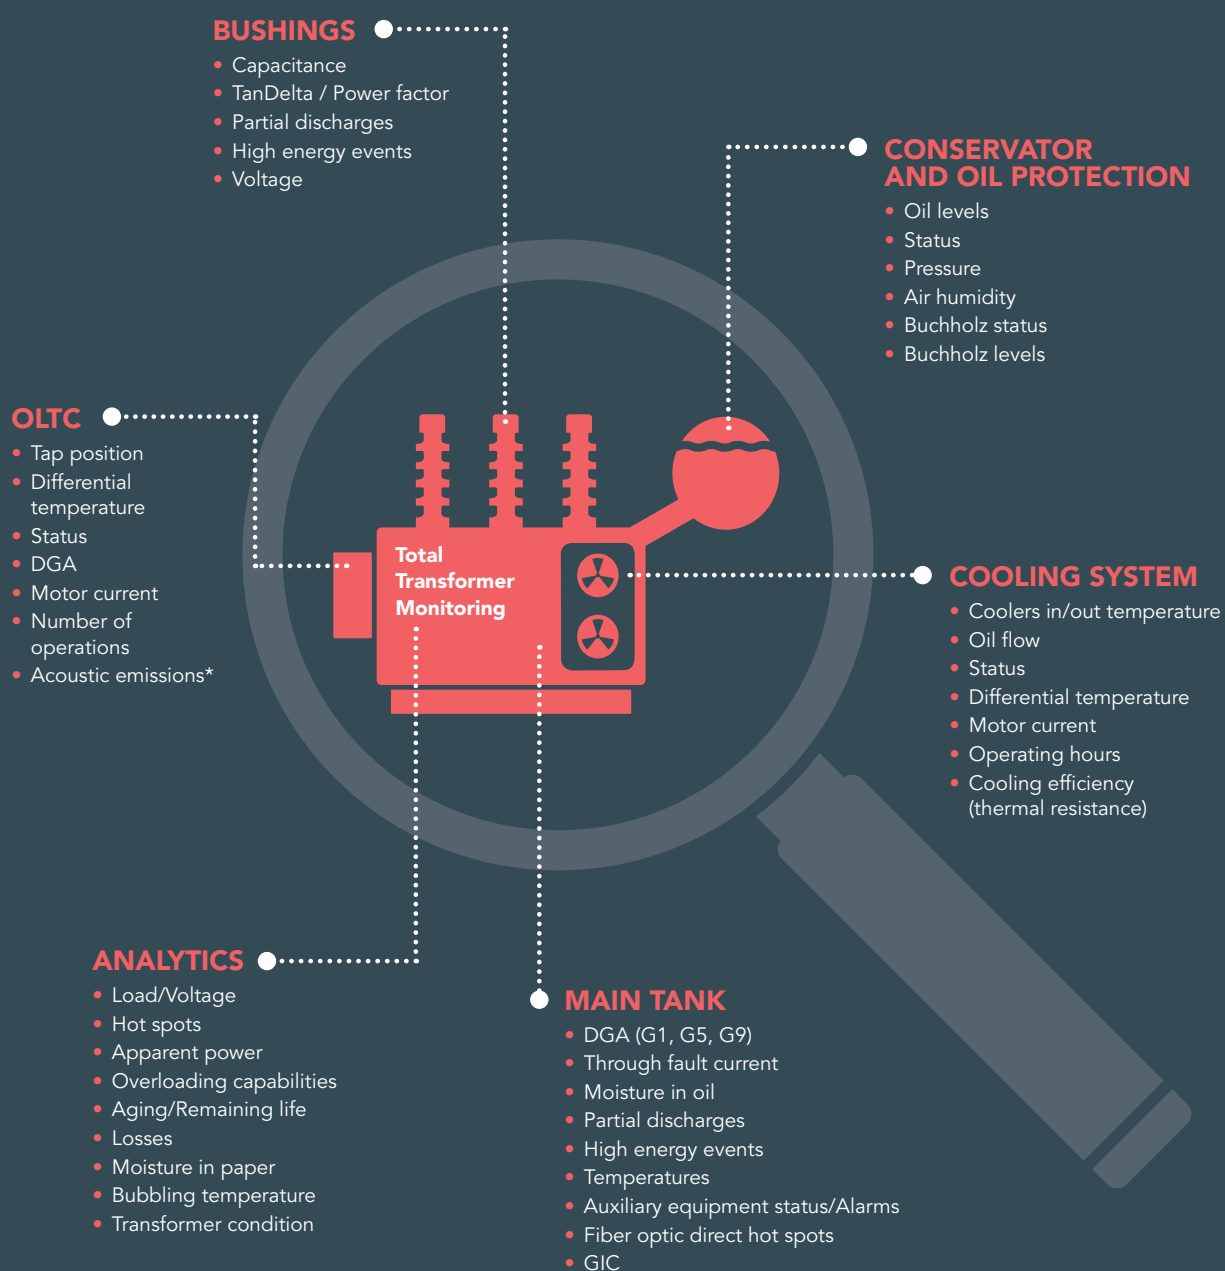 BUSHINGS
• Capacitance
• TanDelta / Power factor
• Partial discharges
• High energy events
• Voltage
CONSERVATOR
AND OIL PROTECTION
• Oil levels
• Status
• Pressure
• Air humidity
• Buchholz status
• Buchholz levels
OLTC
• Tap position
• Differential
temperature
• Status
• DGA
• Motor current
• Number of
operations
• Acoustic emissions*
Total
Transformer
Monitoring
COOLING SYSTEM
• Coolers in/out temperature
• Oil flow
• Status
• Differential temperature
• Motor current
• Operating hours
• Cooling efficiency
(thermal resistance)
ANALYTICS
• Load/Voltage
• Hot spots
• Apparent power
• Overloading capabilities
• Aging/Remaining life
• Losses
• Moisture in paper
• Bubbling temperature
• Transformer condition
MAIN TANK
• DGA (G1, G5, G9)
• Through fault current
• Moisture in oil
• Partial discharges
• High energy events
• Temperatures
• Auxiliary equipment status/Alarms
• Fiber optic direct hot spots
• GIC